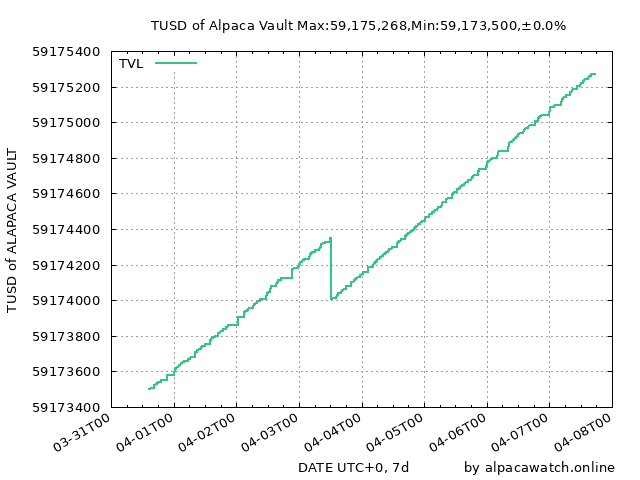 TUSD of Alpaca Vault Max:59,175,268,Min:59,173,500,±0.0%
TVL
59175400
59175200
59175000
59174800
59174600
59174400
59174200
59174000
59173800
59173600
59173400
TUSD of ALAPACA VAULT
03-31T00
04-01T00
04-02T00
04-03T00
04-04T00
04-05T00
04-06T00
04-07T00
04-08T00
DATE UTC+0, 7d
by alpacawatch.online